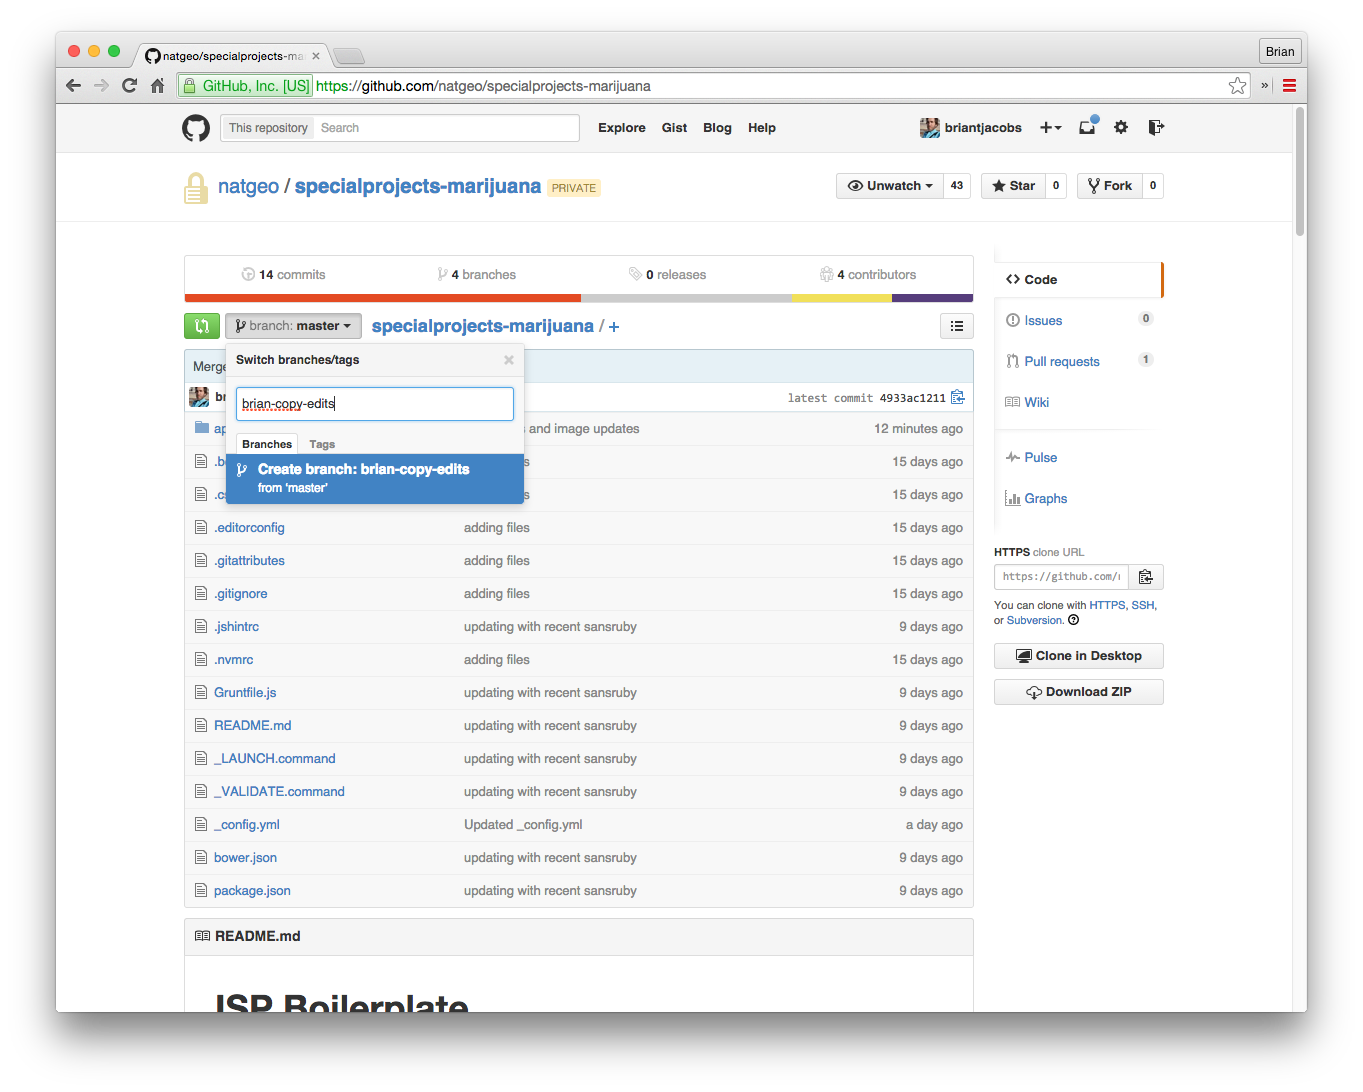 natgeo/specialprojects-ma
Brian
GitHub, Inc. [US] https://github.com/natgeo/specialprojects-marijuana
This repository Search Explore Gist Blog Help briantjacobs
natgeo / specialprojects-marijuana PRIVATE
Unwatch 43 Star 0 Fork 0
14 commits 4 branches 0 releases 4 contributors
branch: master specialprojects-marijuana / +
Switch branches/tags
Merge
brian-copy-edits
latest commit 4933ac1211
Branches Tags
and image updates 12 minutes ago
Create branch: brian-copy-edits
from 'master'
15 days ago
15 days ago
.editorconfig adding files 15 days ago
.gitattributes adding files 15 days ago
.gitignore adding files 15 days ago
.jshintrc updating with recent sansruby 9 days ago
.nvmrc adding files 15 days ago
Gruntfile.js updating with recent sansruby 9 days ago
README.md updating with recent sansruby 9 days ago
_LAUNCH.command updating with recent sansruby 9 days ago
_VALIDATE.command updating with recent sansruby 9 days ago
_config.yml Updated _config.yml a day ago
bower.json updating with recent sansruby 9 days ago
package.json updating with recent sansruby 9 days ago
README.md
ISP Boilerplate
Code
Issues 0
Pull requests 1
Wiki
Pulse
Graphs
HTTPS clone URL
https://github.com/
You can clone with HTTPS, SSH,
or Subversion.
Clone in Desktop
Download ZIP